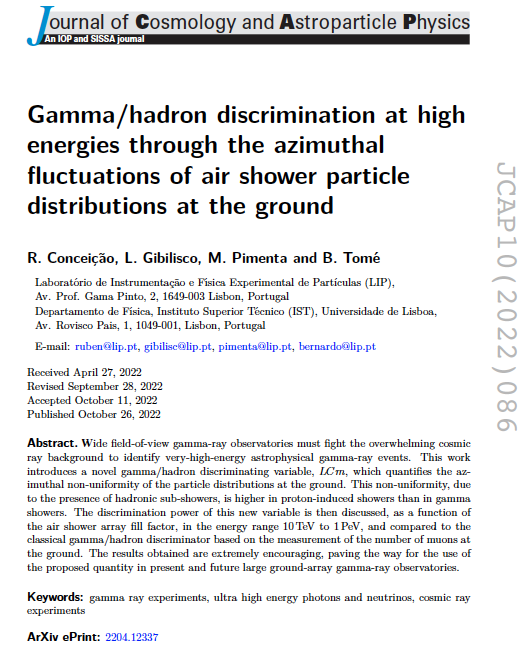 Journal of Cosmology and Astroparticle Physics
An IOP and SISSA journal
Gamma/hadron discrimination at high
energies through the azimuthal
fluctuations of air shower particle
distributions at the ground
R. Conceição, L. Gibilisco, M. Pimenta and B. Tomé
Laboratório de Instrumentação e Física Experimental de Partículas (LIP),
Av. Prof. Gama Pinto, 2, 1649-003 Lisbon, Portugal
Departamento de Física, Instituto Superior Técnico (IST), Universidade de Lisboa,
Av. Rovisco Pais, 1, 1049-001, Lisbon, Portugal
E-mail: ruben@lip.pt, gibilisc@lip.pt, pimenta@lip.pt, bernardo@lip.pt
Received April 27, 2022
Revised September 28, 2022
Accepted October 11, 2022
Published October 26, 2022
Abstract. Wide field-of-view gamma-ray observatories must fight the overwhelming cosmic
ray background to identify very-high-energy astrophysical gamma-ray events. This work
introduces a novel gamma/hadron discriminating variable, LCm, which quantifies the az-
imuthal non-uniformity of the particle distributions at the ground. This non-uniformity, due
to the presence of hadronic sub-showers, is higher in proton-induced showers than in gamma
showers. The discrimination power of this new variable is then discussed, as a function of
the air shower array fill factor, in the energy range 10 TeV to 1 PeV, and compared to the
classical gamma/hadron discriminator based on the measurement of the number of muons at
the ground. The results obtained are extremely encouraging, paving the way for the use of
the proposed quantity in present and future large ground-array gamma-ray observatories.
Keywords: gamma ray experiments, ultra high energy photons and neutrinos, cosmic ray
experiments
ArXiv ePrint: 2204.12337
JCAP10(2022)086